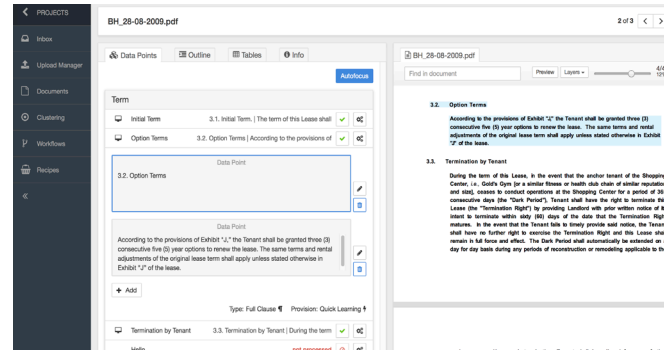 PROJECTS
Inbox
Upload Manager
Documents
Clustering
Workflows
Recipes
BH_28-08-2009.pdf
2 of 3
Data Points
Outline
Tables
Info
Autofocus
Term
Initial Term
3.1. Initial Term. | The term of this Lease shall
Option Terms
3.2. Option Terms | According to the provisions of
Data Point
3.2. Option Terms
Data Point
According to the provisions of Exhibit "J," the Tenant shall be granted three (3)
consecutive five (5) year options to renew the lease. The same terms and rental
adjustments of the original lease term shall apply unless stated otherwise in
Exhibit "J" of the lease.
+ Add
Type: Full Clause ¶ Provision: Quick Learning
Termination by Tenant
3.3. Termination by Tenant | During the term
Hello
not processed
BH_28-08-2009.pdf
Find in document
Preview
Layers
4/4
3.2. Option Terms
According to the provisions of Exhibit "J," the Tenant shall be granted three (3)
consecutive five (5) year options to renew the lease. The same terms and rental
adjustments of the original lease term shall apply unless stated otherwise in Exhibit
"J" of the lease.
3.3. Termination by Tenant
During the term of this Lease, in the event that the anchor tenant of the Shopping
Center, i.e., Gold's Gym (or a similar fitness or health club chain of similar reputation
and size), ceases to conduct operations at the Shopping Center for a period of
consecutive days (the "Dark Period"), Tenant shall have the right to terminate this
Lease (the "Termination Right") by providing Landlord with prior written notice of
intent to terminate within sixty (60) days of the date that the Termination Right
matures. In the event that the Tenant fails to timely provide said notice, the Tenant
shall have no further right to exercise the Termination Right and this Lease shall
remain in full force and effect. The Dark Period shall automatically be extended on
day for day basis during any periods of reconstruction or remodeling applicable to the